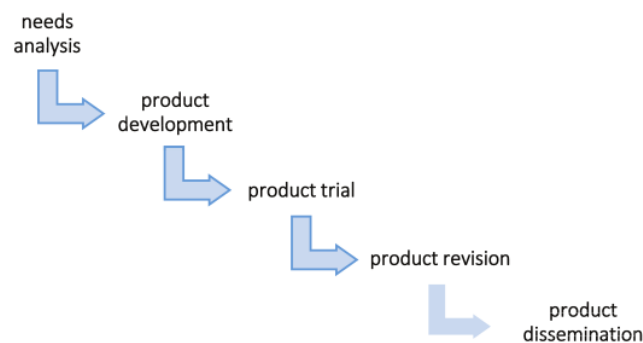 needs
analysis
product
development
product trial
product revision
product
dissemination